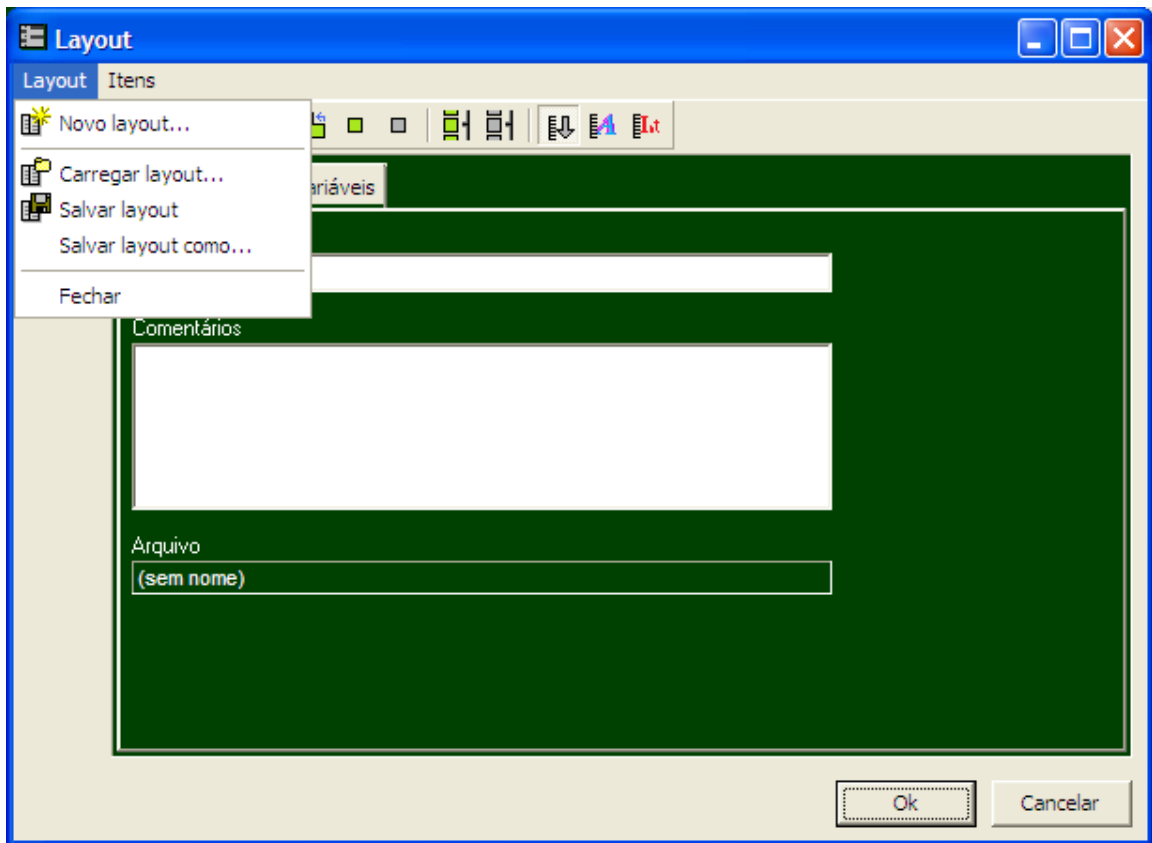 Layout
Layout Itens
Novo layout...
Carregar layout...
Salvar layout
Salvar layout como...
Fechar
Comentários
Arquivo
(sem nome)
Ok Cancelar